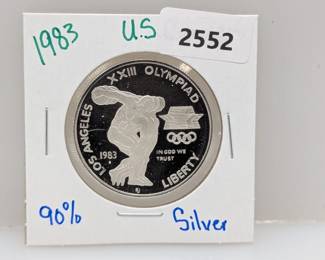 1983 U.S 2552
LOS ANGELES XXIII OLYMPIAD
1983
IN GOD WE
TRUST
LIBERTY
90% Silver